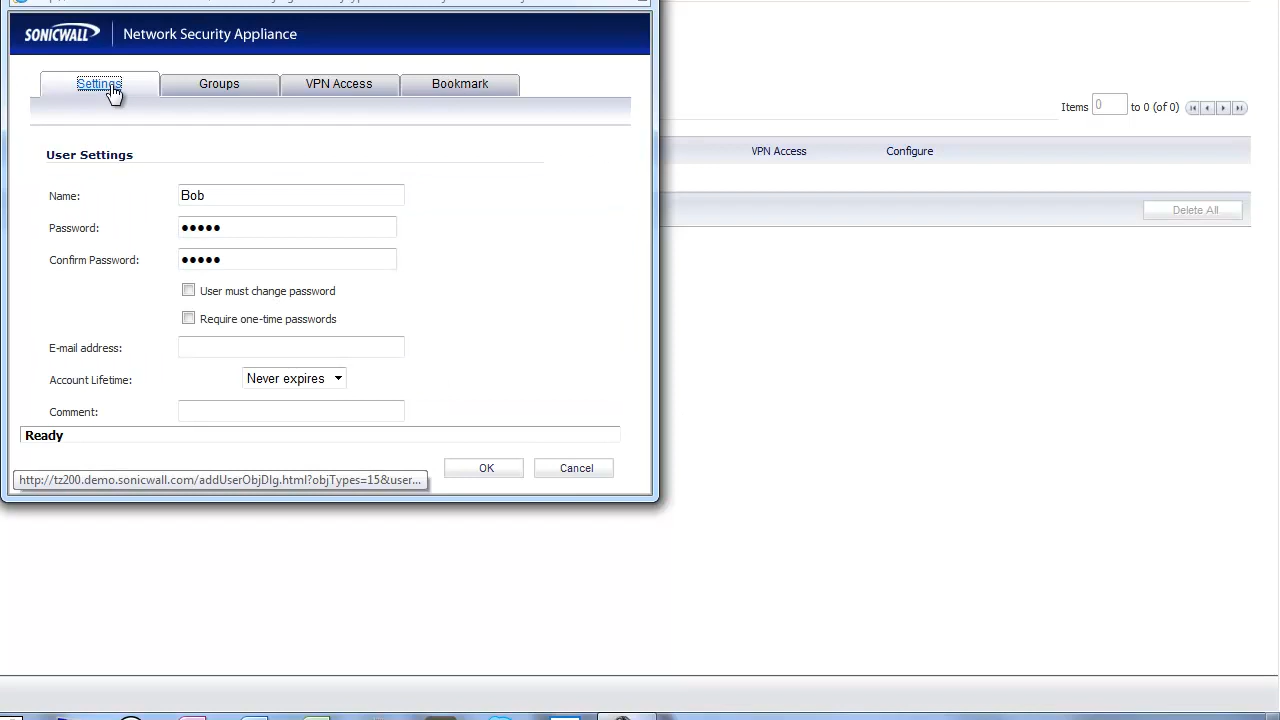 SONICWALL Network Security Appliance
Settings Groups VPN Access Bookmark
Items 0 to 0 (of 0)
VPN Access Configure
User Settings
Name: Bob
Delete All
Password: ●●●●●
Confirm Password: ●●●●●
User must change password
Require one-time passwords
E-mail address:
Account Lifetime: Never expires
Comment:
Ready
OK Cancel
http://tz200.demo.sonicwall.com/addUserObjDlg.html?objTypes=15&user...